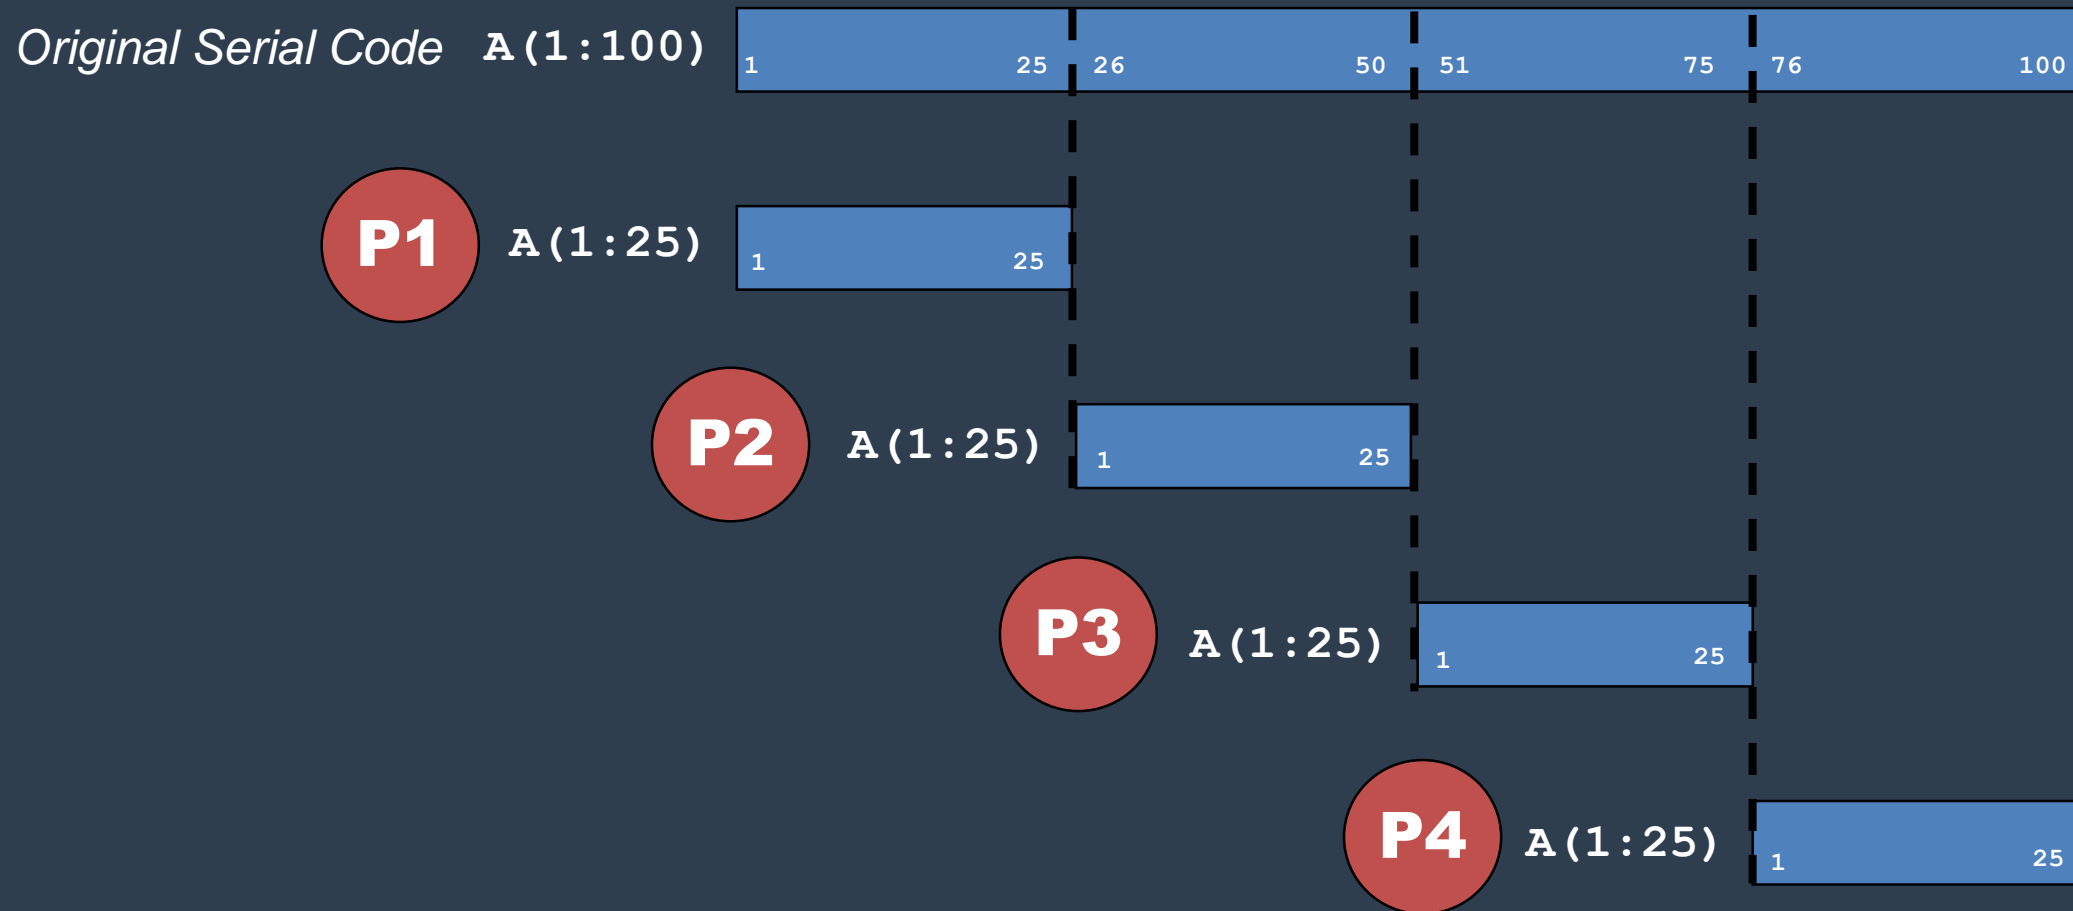 Original Serial Code A(1:100)
1 25 26 50 51 75 76 100
P1 A(1:25) 1 25
P2 A(1:25) 1 25
P3 A(1:25) 1 25
P4 A(1:25) 1 25